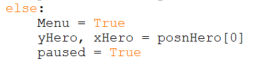 else:
    Menu = True
    yHero, xHero = posnHero[0]
    paused = True